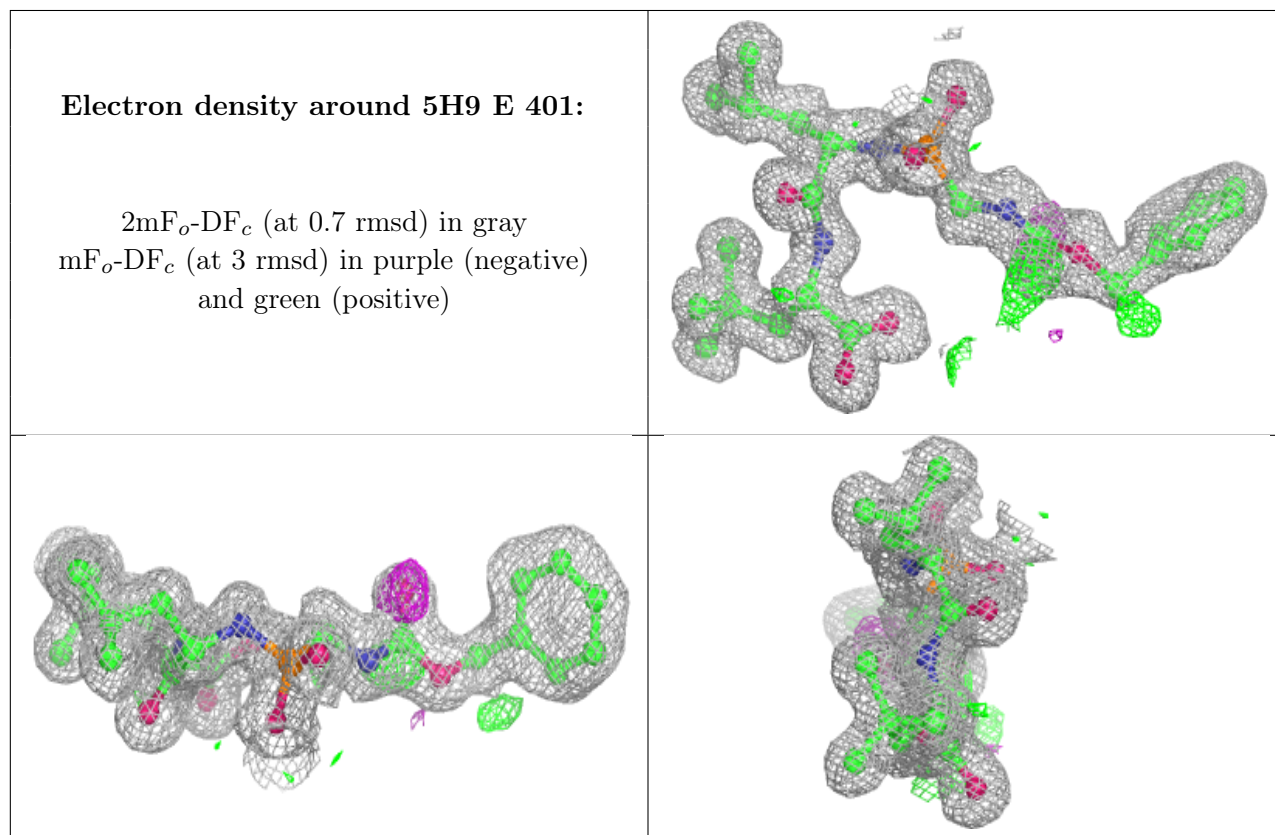 Electron density around 5H9 E 401:
2mFₒ-DF𝒸 (at 0.7 rmsd) in gray
mFₒ-DF𝒸 (at 3 rmsd) in purple (negative)
and green (positive)